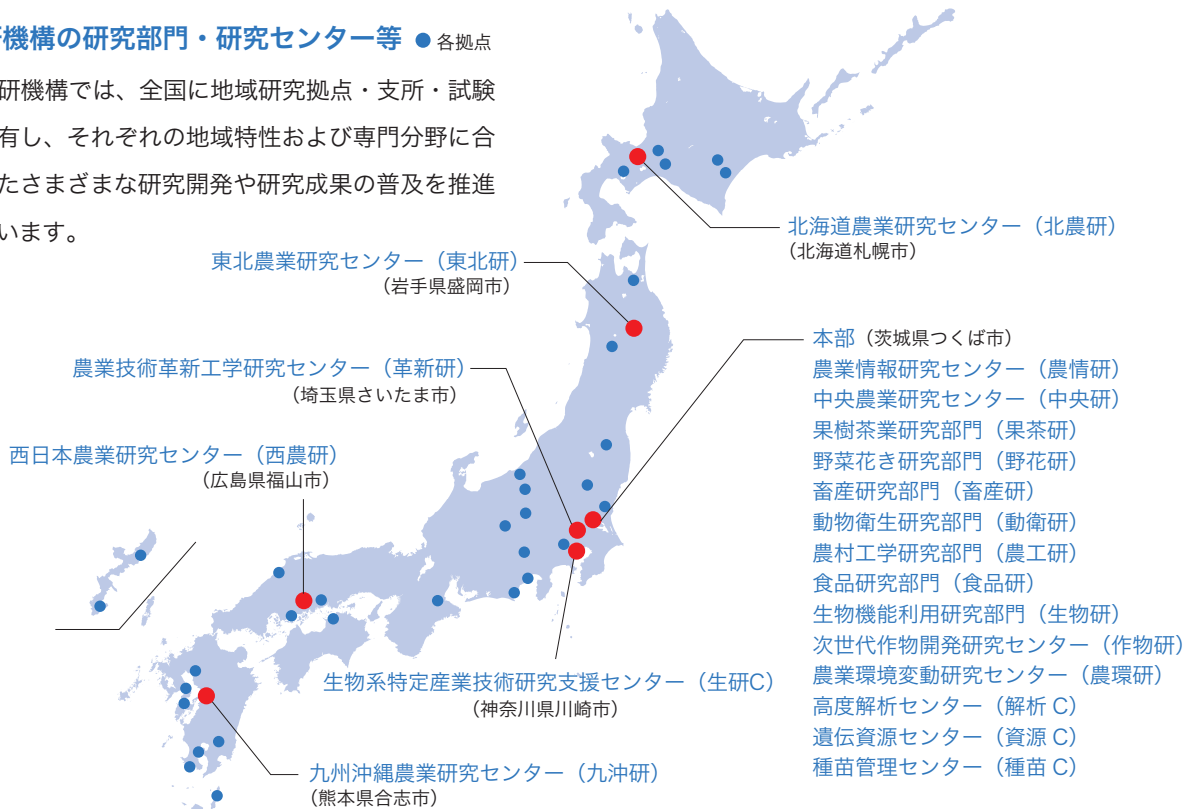 機構の研究部門・研究センター等 ● 各拠点
研機構では、全国に地域研究拠点・支所・試験
有し、それぞれの地域特性および専門分野に合
たさまざまな研究開発や研究成果の普及を推進
います。
北海道農業研究センター（北農研）
（北海道札幌市）
東北農業研究センター（東北研）
（岩手県盛岡市）
農業技術革新工学研究センター（革新研）
（埼玉県さいたま市）
西日本農業研究センター（西農研）
（広島県福山市）
本部（茨城県つくば市）
農業情報研究センター（農情研）
中央農業研究センター（中央研）
果樹茶業研究部門（果茶研）
野菜花き研究部門（野花研）
畜産研究部門（畜産研）
動物衛生研究部門（動衛研）
農村工学研究部門（農工研）
食品研究部門（食品研）
生物機能利用研究部門（生物研）
次世代作物開発研究センター（作物研）
農業環境変動研究センター（農環研）
高度解析センター（解析 C）
遺伝資源センター（資源 C）
種苗管理センター（種苗 C）
生物系特定産業技術研究支援センター（生研C）
（神奈川県川崎市）
九州沖縄農業研究センター（九沖研）
（熊本県合志市）